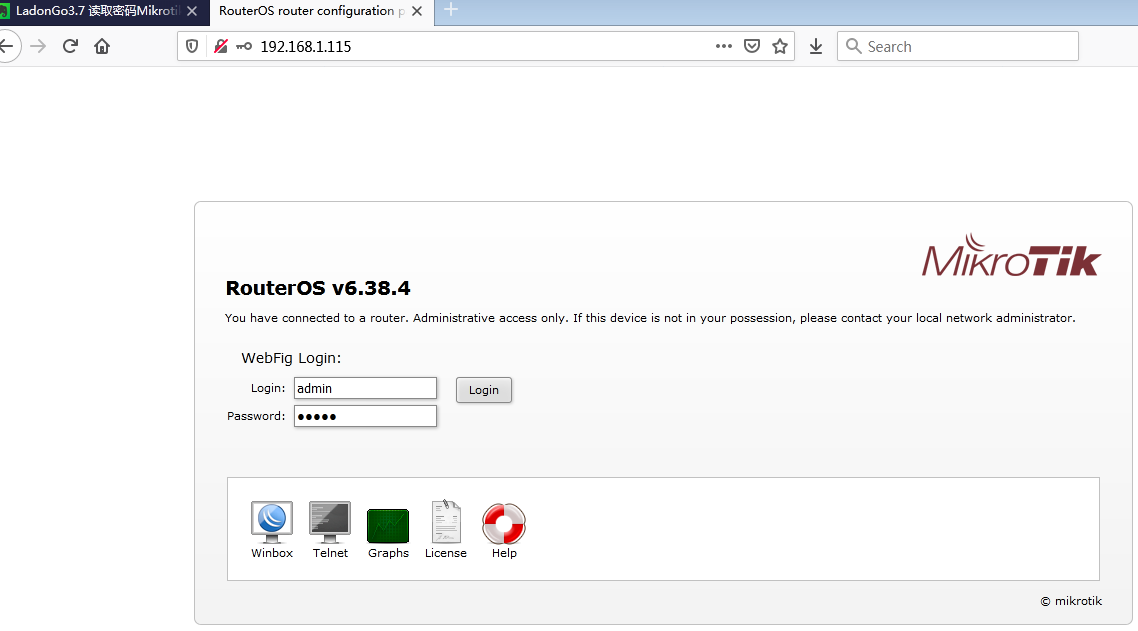 LadonGo3.7 读取密码Mikroti
RouterOS router configuration p
192.168.1.115
Search
MikroTik
RouterOS v6.38.4
You have connected to a router. Administrative access only. If this device is not in your possession, please contact your local network administrator.
WebFig Login:
Login: admin
Login
Password: ●●●●●
Winbox Telnet Graphs License Help
© mikrotik